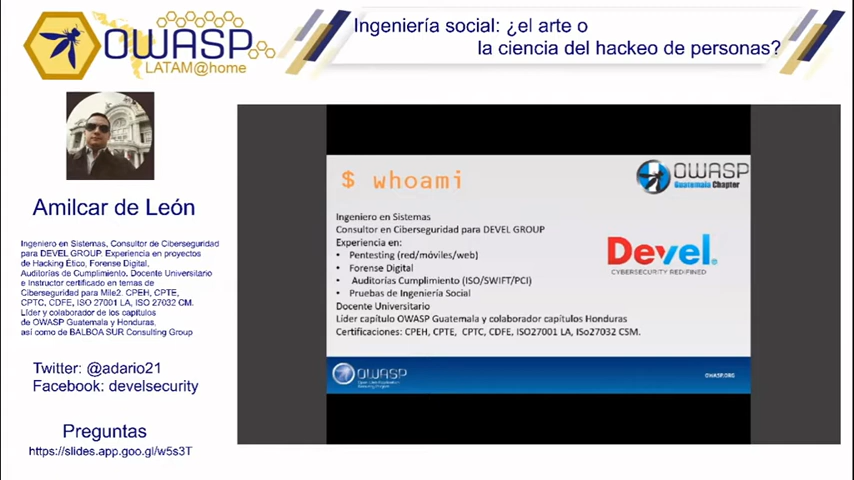 OWASP
LATAM@home
Ingeniería social: ¿el arte o
la ciencia del hackeo de personas?
Amilcar de León
Ingeniero en Sistemas, Consultor de Ciberseguridad
para DEVEL GROUP. Experiencia en proyectos
de Hacking Ético, Forense Digital,
Auditorías de Cumplimiento. Docente Universitario
e Instructor certificado en temas de
Ciberseguridad para Mile2. CPEH, CPTE,
CPTC, CDFE, ISO 27001 LA, ISO 27032 CM.
Líder y colaborador de los capítulos
de OWASP Guatemala y Honduras,
así como de BALBOA SUR Consulting Group
Twitter: @adario21
Facebook: develsecurity
Preguntas
https://slides.app.goo.gl/w5s3T
$ whoami
OWASP
Guatemala Chapter
Ingeniero en Sistemas
Consultor en Ciberseguridad para DEVEL GROUP
Experiencia en:
• Pentesting (red/móviles/web)
• Forense Digital
• Auditorías Cumplimiento (ISO/SWIFT/PCI)
• Pruebas de Ingeniería Social
Docente Universitario
Líder capítulo OWASP Guatemala y colaborador capítulos Honduras
Certificaciones: CPEH, CPTE, CPTC, CDFE, ISO27001 LA, ISo27032 CSM.
Devel.
CYBERSECURITY REDIFINED
OWASP
OWASP.ORG